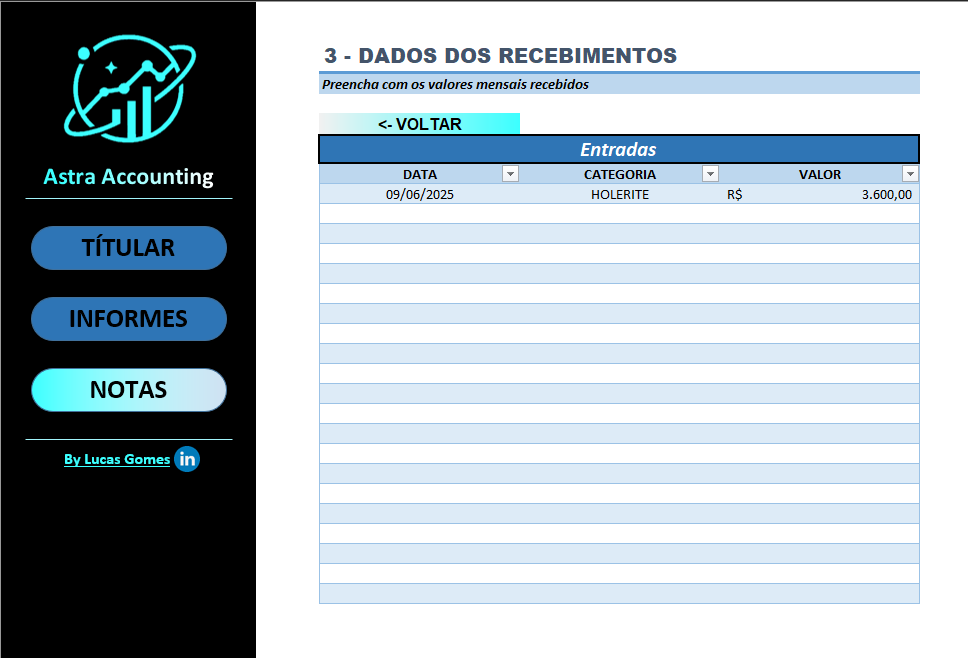 Astra Accounting
TÍTULAR
INFORMES
NOTAS
By Lucas Gomes in
3 - DADOS DOS RECEBIMENTOS
Preencha com os valores mensais recebidos
<- VOLTAR
Entradas
DATA CATEGORIA VALOR
09/06/2025 HOLERITE R$ 3.600,00